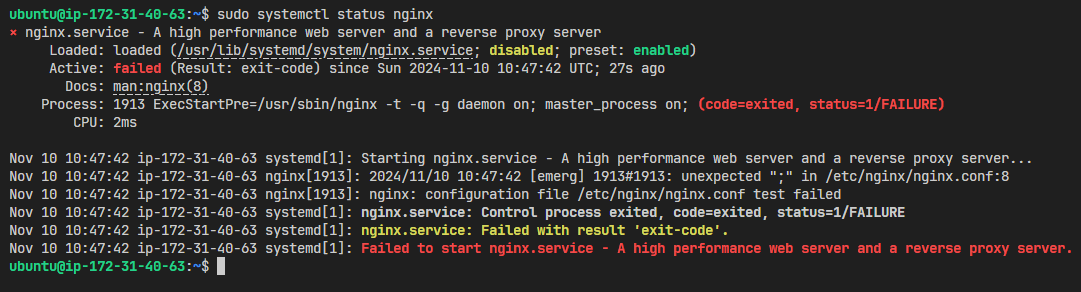 ubuntu@ip-172-31-40-63:~$ sudo systemctl status nginx
× nginx.service - A high performance web server and a reverse proxy server
Loaded: loaded (/usr/lib/systemd/system/nginx.service; disabled; preset: enabled)
Active: failed (Result: exit-code) since Sun 2024-11-10 10:47:42 UTC; 27s ago
Docs: man:nginx(8)
Process: 1913 ExecStartPre=/usr/sbin/nginx -t -q -g daemon on; master_process on; (code=exited, status=1/FAILURE)
CPU: 2ms

Nov 10 10:47:42 ip-172-31-40-63 systemd[1]: Starting nginx.service - A high performance web server and a reverse proxy server...
Nov 10 10:47:42 ip-172-31-40-63 nginx[1913]: 2024/11/10 10:47:42 [emerg] 1913#1913: unexpected ";" in /etc/nginx/nginx.conf:8
Nov 10 10:47:42 ip-172-31-40-63 nginx[1913]: nginx: configuration file /etc/nginx/nginx.conf test failed
Nov 10 10:47:42 ip-172-31-40-63 systemd[1]: nginx.service: Control process exited, code=exited, status=1/FAILURE
Nov 10 10:47:42 ip-172-31-40-63 systemd[1]: nginx.service: Failed with result 'exit-code'.
Nov 10 10:47:42 ip-172-31-40-63 systemd[1]: Failed to start nginx.service - A high performance web server and a reverse proxy server.
ubuntu@ip-172-31-40-63:~$